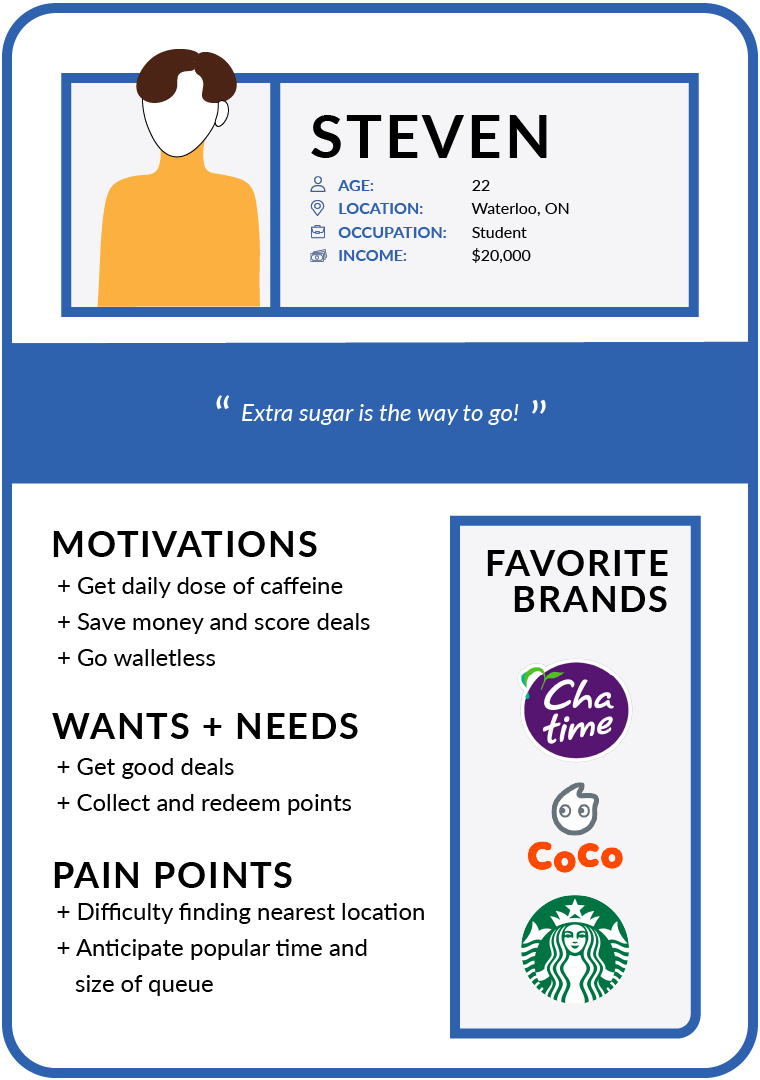 STEVEN
AGE: 22
LOCATION: Waterloo, ON
OCCUPATION: Student
INCOME: $20,000
“ Extra sugar is the way to go! ”
MOTIVATIONS
+ Get daily dose of caffeine
+ Save money and score deals
+ Go walletless
WANTS + NEEDS
+ Get good deals
+ Collect and redeem points
PAIN POINTS
+ Difficulty finding nearest location
+ Anticipate popular time and
size of queue
FAVORITE
BRANDS
Cha
time
CoCo